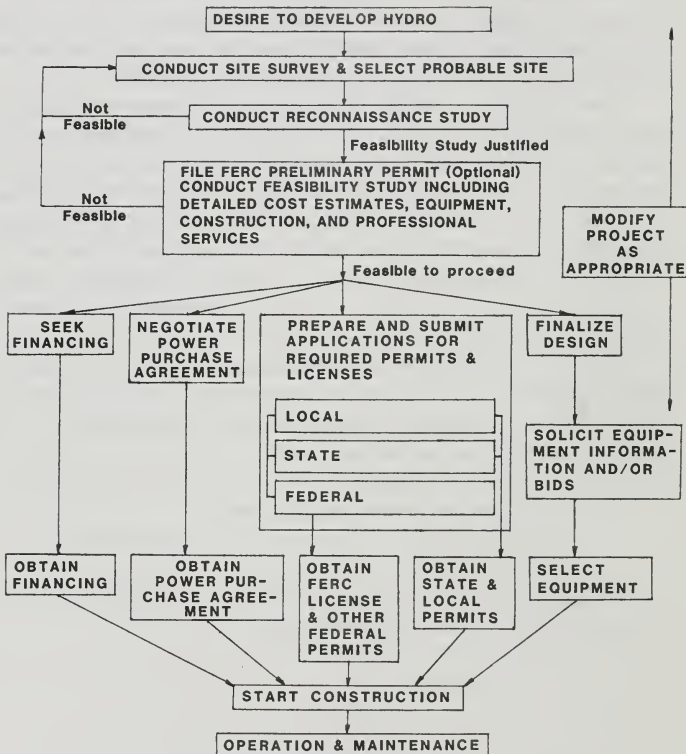 DESIRE TO DEVELOP HYDRO
CONDUCT SITE SURVEY & SELECT PROBABLE SITE
Not
Feasible
CONDUCT RECONNAISSANCE STUDY
Feasibility Study Justified
FILE FERC PRELIMINARY PERMIT (Optional)
CONDUCT FEASIBILITY STUDY INCLUDING
DETAILED COST ESTIMATES, EQUIPMENT,
CONSTRUCTION, AND PROFESSIONAL
SERVICES
Not
Feasible
MODIFY
PROJECT
AS
APPROPRIATE
Feasible to proceed
SEEK
FINANCING
NEGOTIATE
POWER
PURCHASE
AGREEMENT
PREPARE AND SUBMIT
APPLICATIONS FOR
REQUIRED PERMITS &
LICENSES
LOCAL
STATE
FEDERAL
FINALIZE
DESIGN
SOLICIT EQUIP-
MENT INFORMA-
TION AND/OR
BIDS
OBTAIN
FINANCING
OBTAIN
POWER PUR-
CHASE AGREE-
MENT
OBTAIN
FERC
LICENSE
& OTHER
FEDERAL
PERMITS
OBTAIN
STATE &
LOCAL
PERMITS
SELECT
EQUIPMENT
START CONSTRUCTION
OPERATION & MAINTENANCE